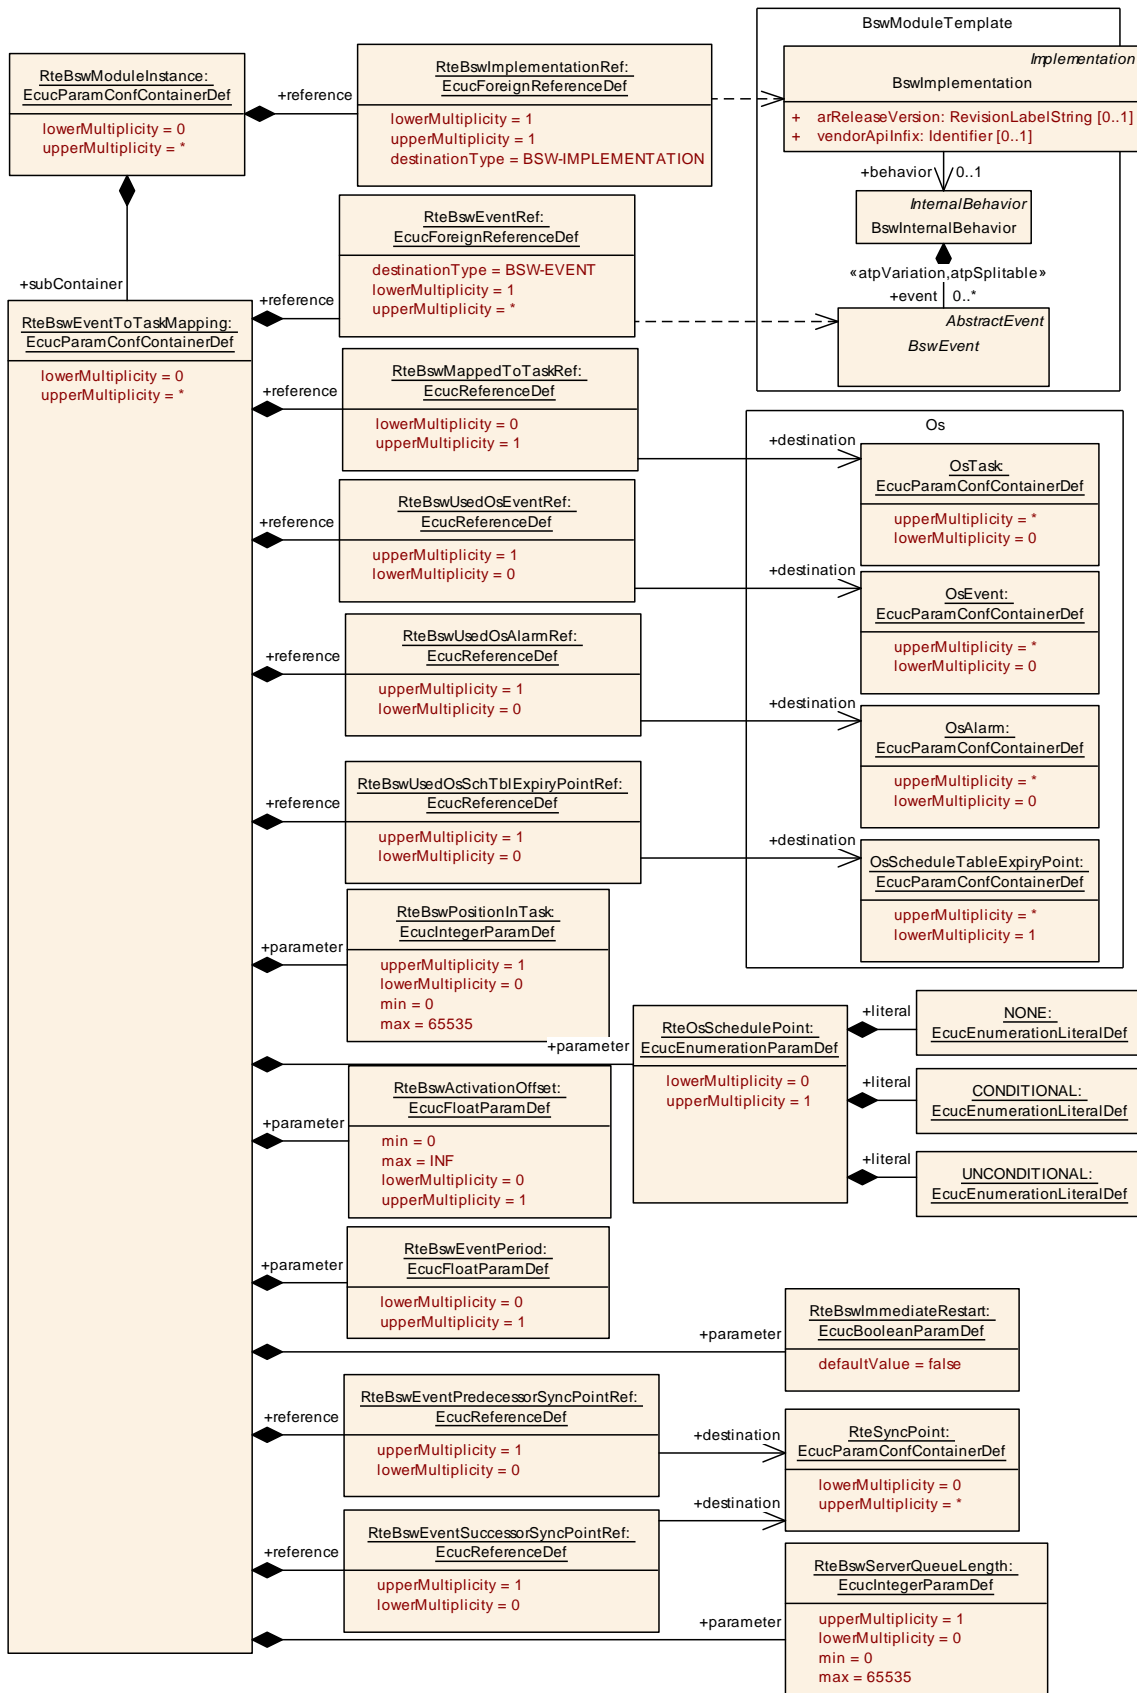 BswModuleTemplate
RteBswModuleInstance:
EcucParamConfContainerDef
lowerMultiplicity = 0
upperMultiplicity = *
+reference
RteBswImplementationRef:
EcucForeignReferenceDef
lowerMultiplicity = 1
upperMultiplicity = 1
destinationType = BSW-IMPLEMENTATION
Implementation
BswImplementation
+ arReleaseVersion: RevisionLabelString [0..1]
+ vendorApiInfix: Identifier [0..1]
+behavior 0..1
InternalBehavior
BswInternalBehavior
«atpVariation,atpSplitable»
+event 0..*
AbstractEvent
BswEvent
+subContainer
RteBswEventToTaskMapping:
EcucParamConfContainerDef
lowerMultiplicity = 0
upperMultiplicity = *
+reference
RteBswEventRef:
EcucForeignReferenceDef
destinationType = BSW-EVENT
lowerMultiplicity = 1
upperMultiplicity = *
+reference
RteBswMappedToTaskRef:
EcucReferenceDef
lowerMultiplicity = 0
upperMultiplicity = 1
Os
+destination
OsTask:
EcucParamConfContainerDef
upperMultiplicity = *
lowerMultiplicity = 0
+reference
RteBswUsedOsEventRef:
EcucReferenceDef
upperMultiplicity = 1
lowerMultiplicity = 0
+destination
OsEvent:
EcucParamConfContainerDef
upperMultiplicity = *
lowerMultiplicity = 0
+reference
RteBswUsedOsAlarmRef:
EcucReferenceDef
upperMultiplicity = 1
lowerMultiplicity = 0
+destination
OsAlarm:
EcucParamConfContainerDef
upperMultiplicity = *
lowerMultiplicity = 0
+reference
RteBswUsedOsSchTblExpiryPointRef:
EcucReferenceDef
upperMultiplicity = 1
lowerMultiplicity = 0
+destination
OsScheduleTableExpiryPoint:
EcucParamConfContainerDef
upperMultiplicity = *
lowerMultiplicity = 1
+parameter
RteBswPositionInTask:
EcucIntegerParamDef
upperMultiplicity = 1
lowerMultiplicity = 0
min = 0
max = 65535
+parameter
RteOsSchedulePoint:
EcucEnumerationParamDef
lowerMultiplicity = 0
upperMultiplicity = 1
+literal
NONE:
EcucEnumerationLiteralDef
+literal
CONDITIONAL:
EcucEnumerationLiteralDef
+literal
UNCONDITIONAL:
EcucEnumerationLiteralDef
+parameter
RteBswActivationOffset:
EcucFloatParamDef
min = 0
max = INF
lowerMultiplicity = 0
upperMultiplicity = 1
+parameter
RteBswEventPeriod:
EcucFloatParamDef
lowerMultiplicity = 0
upperMultiplicity = 1
+parameter
RteBswImmediateRestart:
EcucBooleanParamDef
defaultValue = false
+reference
RteBswEventPredecessorSyncPointRef:
EcucReferenceDef
upperMultiplicity = 1
lowerMultiplicity = 0
+destination
RteSyncPoint:
EcucParamConfContainerDef
lowerMultiplicity = 0
upperMultiplicity = *
+destination
+reference
RteBswEventSuccessorSyncPointRef:
EcucReferenceDef
upperMultiplicity = 1
lowerMultiplicity = 0
+parameter
RteBswServerQueueLength:
EcucIntegerParamDef
upperMultiplicity = 1
lowerMultiplicity = 0
min = 0
max = 65535